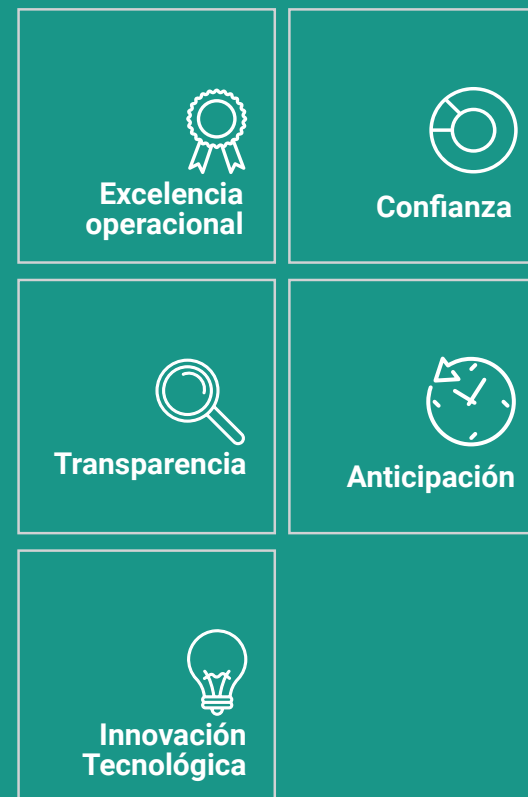 Excelencia
operacional
Confianza
Transparencia
Anticipación
Innovación
Tecnológica